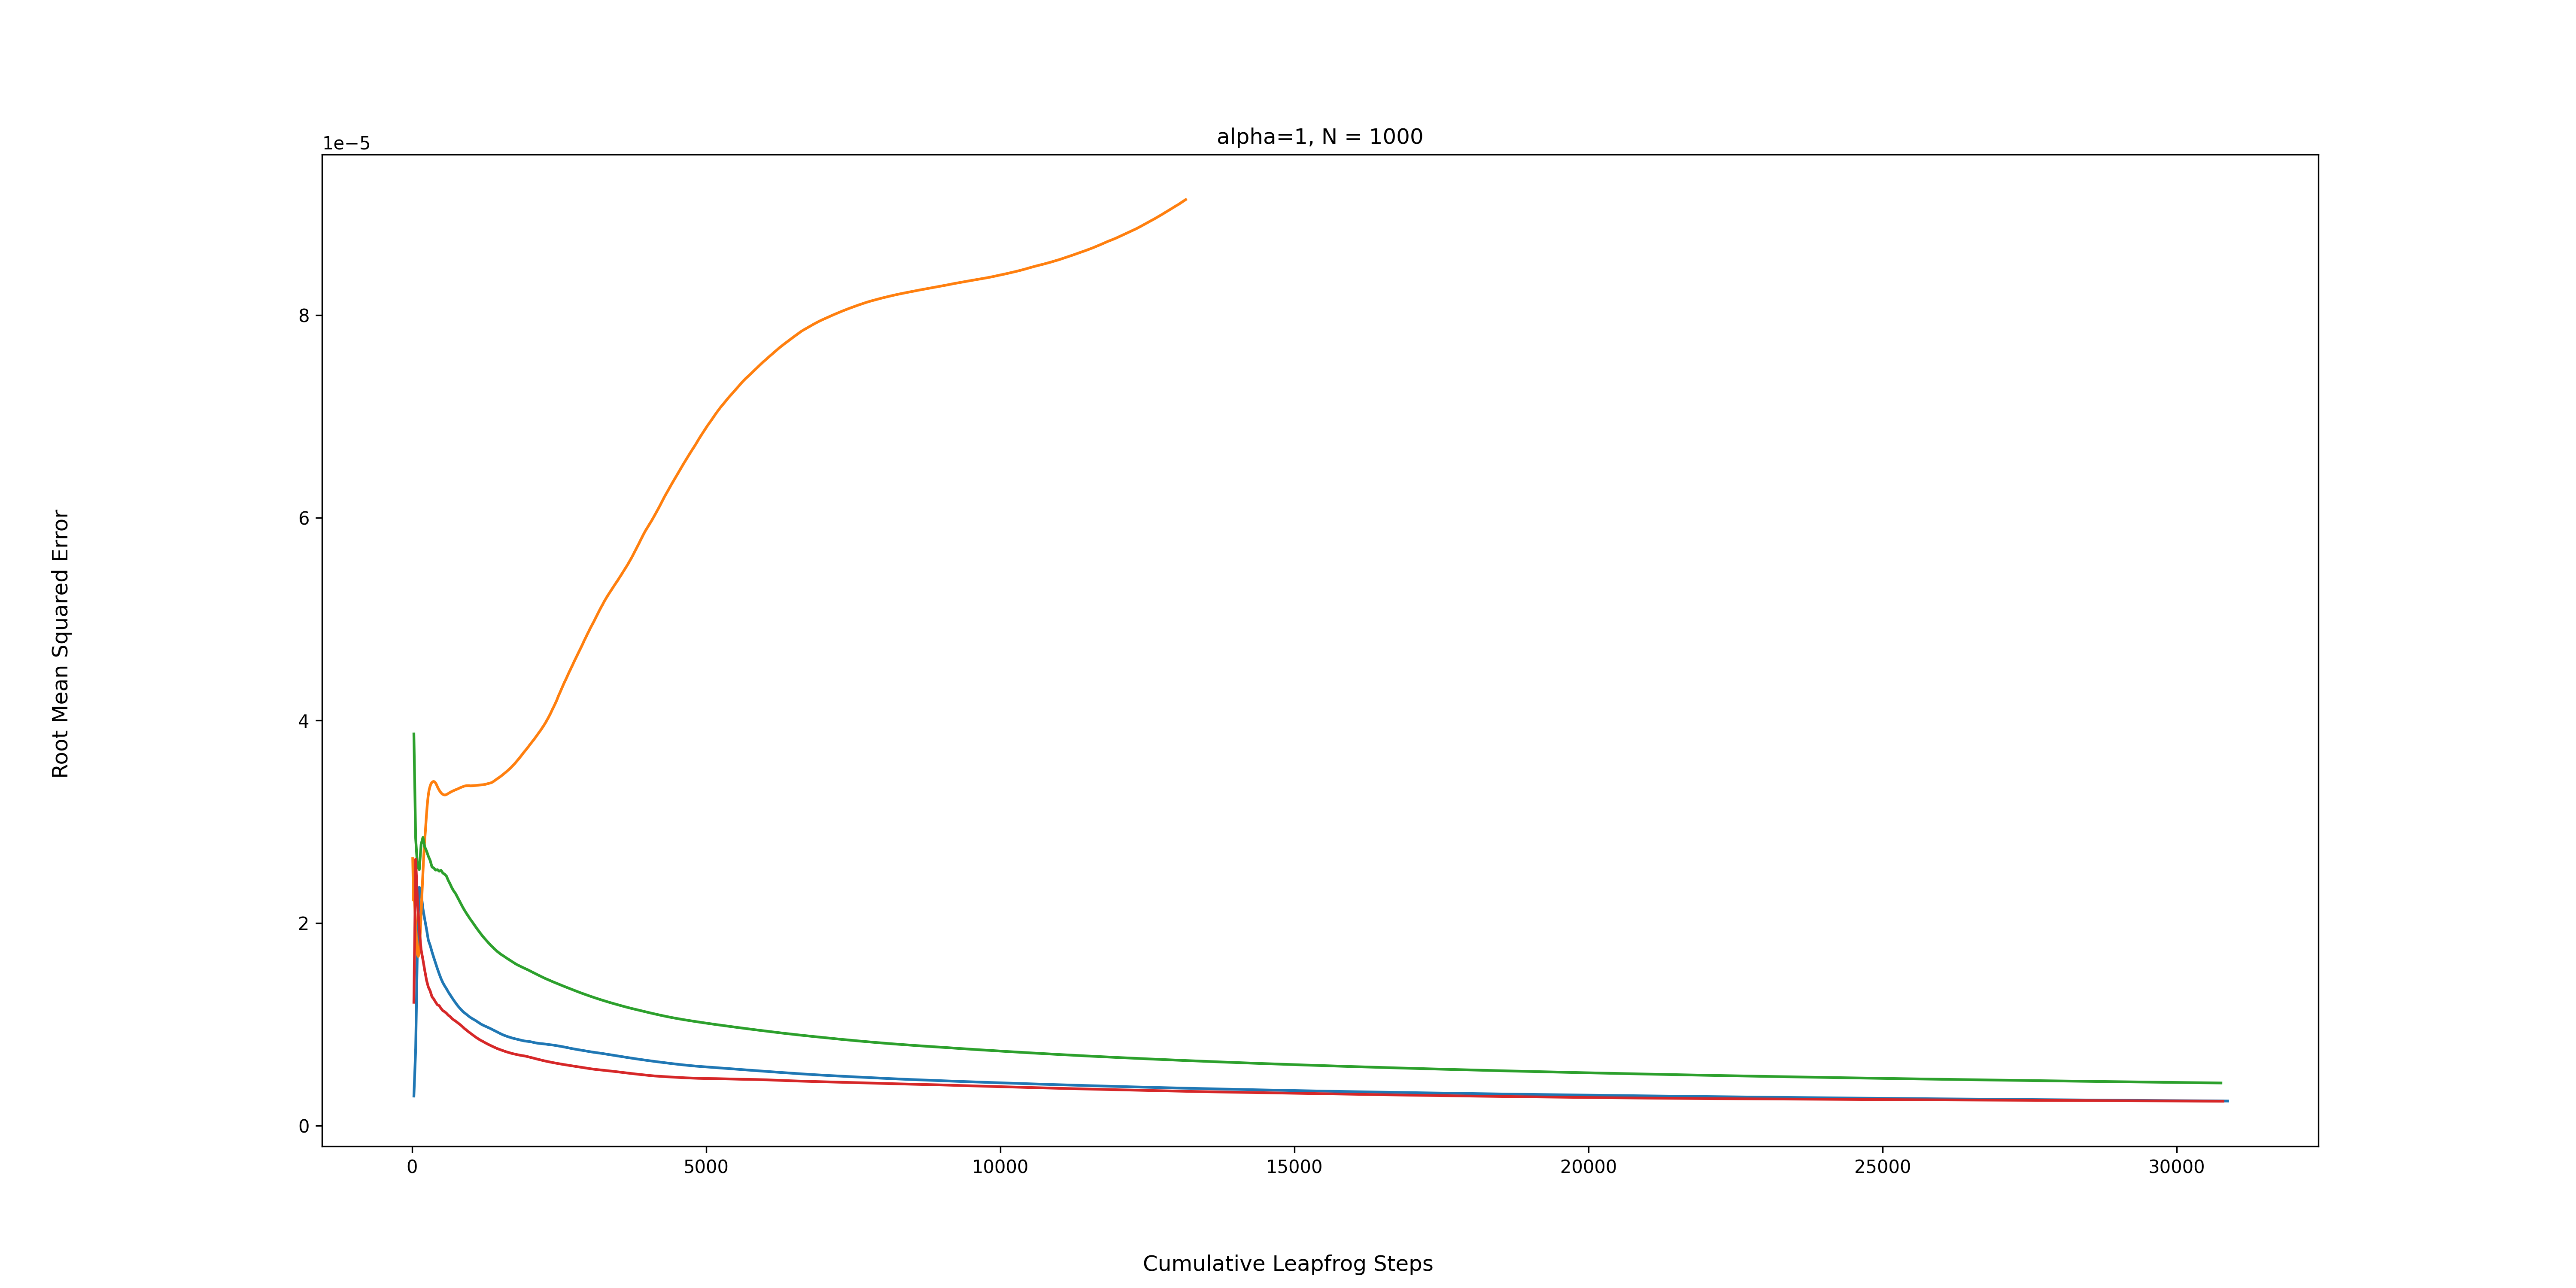 alpha=1, N = 1000
1e−5
8
6
4
2
0
Root Mean Squared Error
0 5000 10000 15000 20000 25000 30000
Cumulative Leapfrog Steps